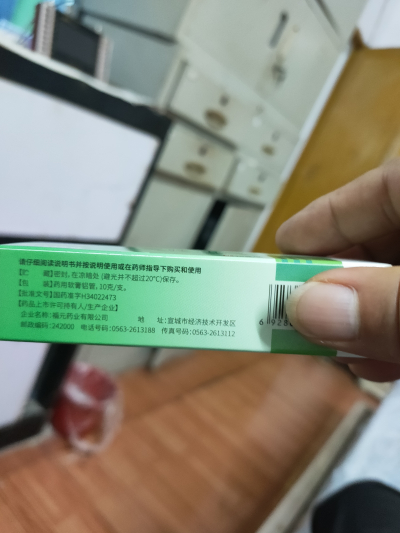 请仔细阅读说明书并按说明使用或在药师指导下购买和使用
【贮　　藏】密封,在凉暗处(避光并不超过20℃)保存。
【包　　装】药用软膏铝管,10克/支。
【批准文号】国药准字H34022473
【药品上市许可持有人/生产企业】
企业名称:福元药业有限公司 地　　址:宣城市经济技术开发区
邮政编码:242000 电话号码:0563-2613188 传真号码:0563-2613112
6 928